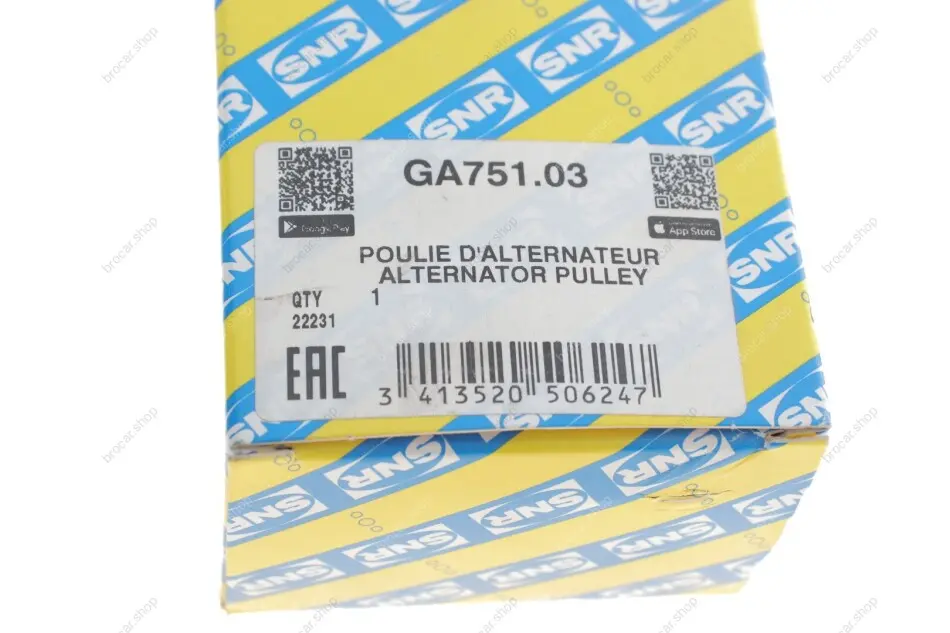 SNR
SNR
SNR
SNR
GA751.03
Google Play
App Store
POULIE D'ALTERNATEUR
ALTERNATOR PULLEY
QTY 1
22231
EAC
3 413520 506247
SNR
SNR
SNR
SNR
SNR
SNR
SNR
SNR
SNR
brocar.shop